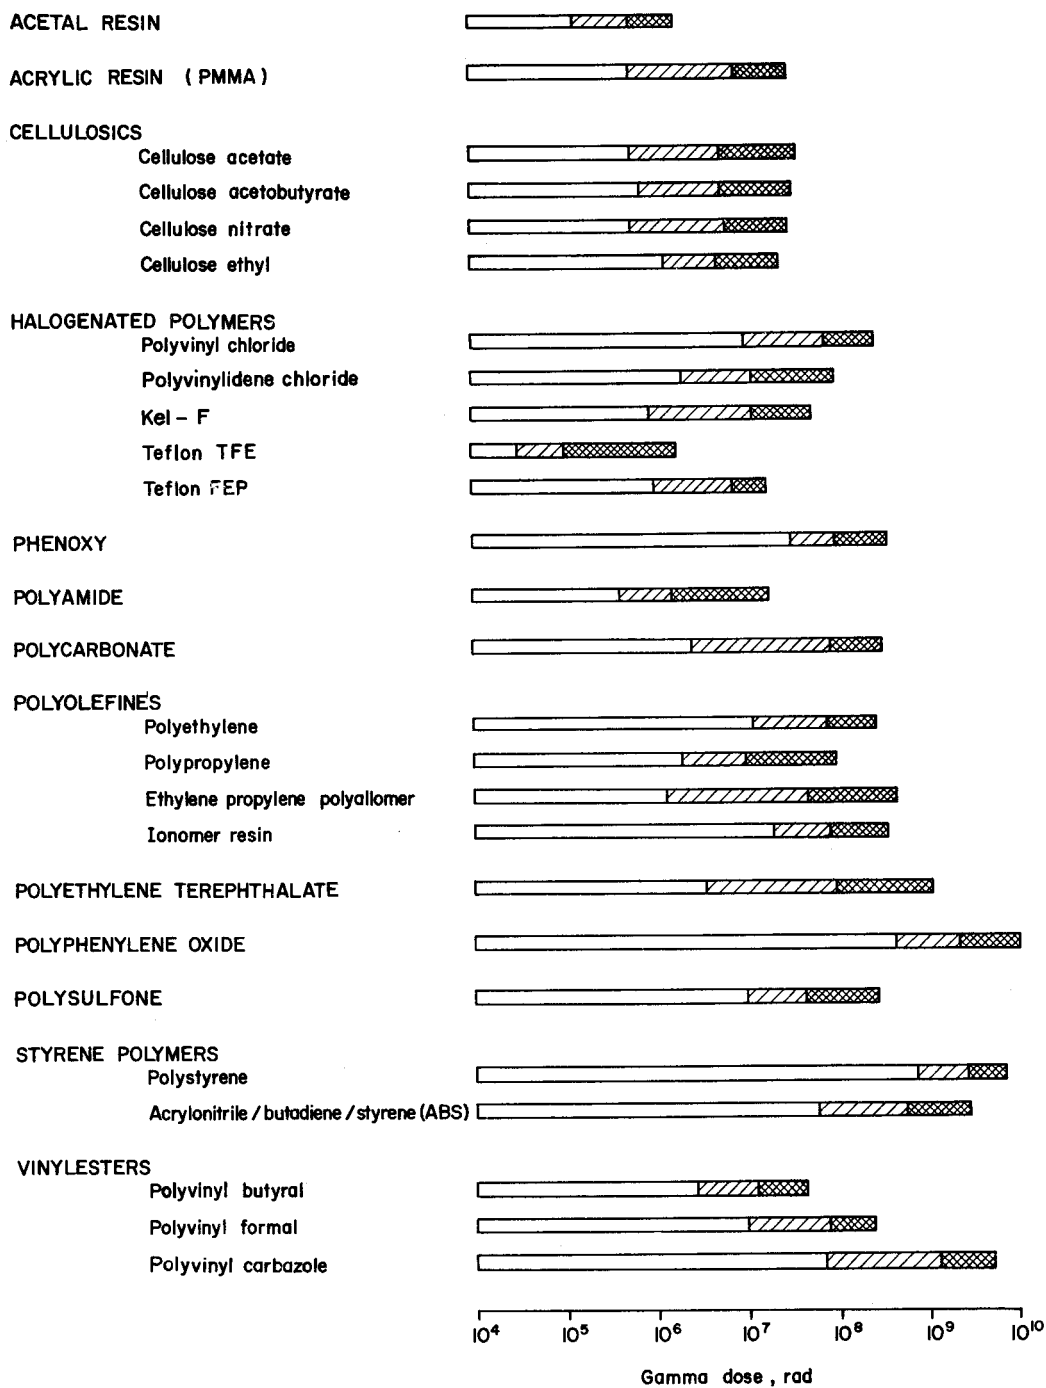 ACETAL RESIN
ACRYLIC RESIN (PMMA)
CELLULOSICS
Cellulose acetate
Cellulose acetobutyrate
Cellulose nitrate
Cellulose ethyl
HALOGENATED POLYMERS
Polyvinyl chloride
Polyvinylidene chloride
Kel-F
Teflon TFE
Teflon FEP
PHENOXY
POLYAMIDE
POLYCARBONATE
POLYOLEFINES
Polyethylene
Polypropylene
Ethylene propylene polyallomer
Ionomer resin
POLYETHYLENE TEREPHTHALATE
POLYPHENYLENE OXIDE
POLYSULFONE
STYRENE POLYMERS
Polystyrene
Acrylonitrile/butadiene/styrene (ABS)
VINYLESTERS
Polyvinyl butyral
Polyvinyl formal
Polyvinyl carbazole
10⁴ 10⁵ 10⁶ 10⁷ 10⁸ 10⁹ 10¹⁰
Gamma dose, rad